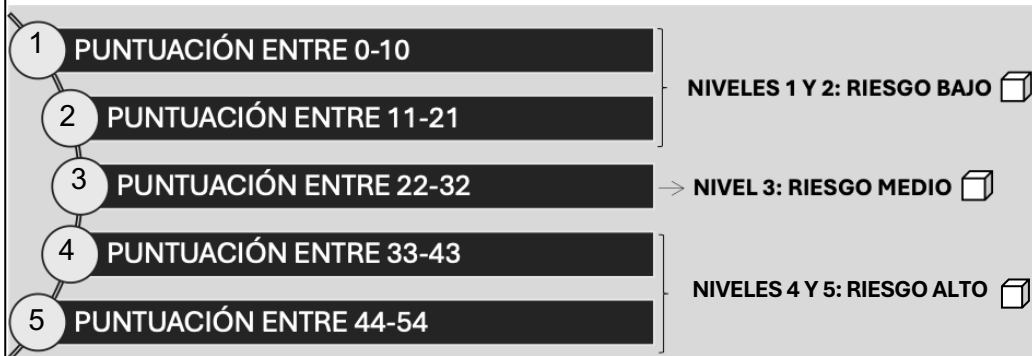 1 PUNTUACIÓN ENTRE 0-10
2 PUNTUACIÓN ENTRE 11-21
NIVELES 1 Y 2: RIESGO BAJO
3 PUNTUACIÓN ENTRE 22-32
NIVEL 3: RIESGO MEDIO
4 PUNTUACIÓN ENTRE 33-43
5 PUNTUACIÓN ENTRE 44-54
NIVELES 4 Y 5: RIESGO ALTO